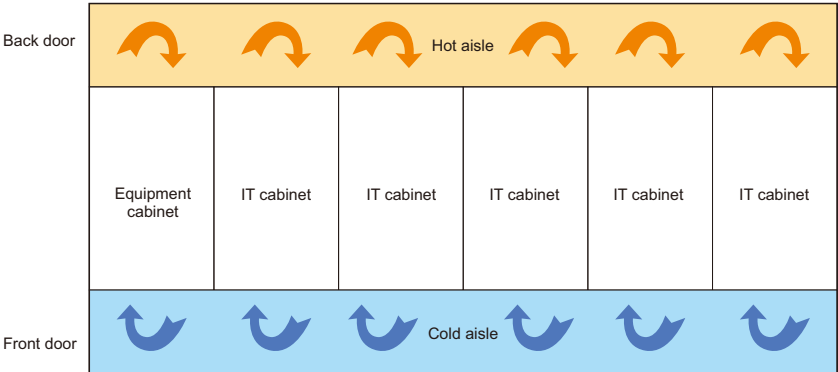 Back door
Hot aisle
Equipment
cabinet
IT cabinet
IT cabinet
IT cabinet
IT cabinet
IT cabinet
Cold aisle
Front door